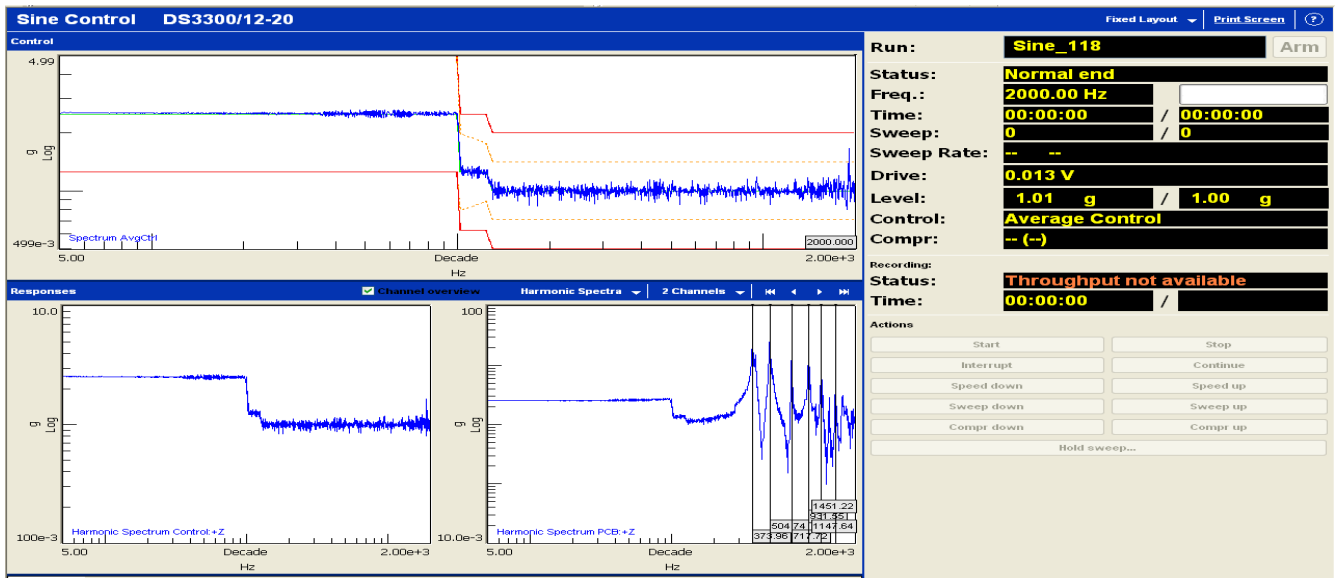 Sine Control DS3300/12-20 Fixed Layout Print Screen ?
Control
4.99
g
Log
499e-3
Spectrum AvgCtrl
2000.000
5.00 Decade 2.00e+3
Hz
Responses Channel overview Harmonic Spectra 2 Channels
10.0
g
Log
100e-3
Harmonic Spectrum Control:+Z
5.00 Decade 2.00e+3
Hz
100
g
Log
10.0e-3
Harmonic Spectrum PCB:+Z
1451.22
931.551
504.74 1147.64
373.96 717.72
5.00 Decade 2.00e+3
Hz
Run: Sine_118 Arm
Status: Normal end
Freq.: 2000.00 Hz
Time: 00:00:00 / 00:00:00
Sweep: 0 / 0
Sweep Rate: -- --
Drive: 0.013 V
Level: 1.01 g / 1.00 g
Control: Average Control
Compr: -- (--)
Recording:
Status: Throughput not available
Time: 00:00:00 /
Actions
Start Stop
Interrupt Continue
Speed down Speed up
Sweep down Sweep up
Compr down Compr up
Hold sweep...